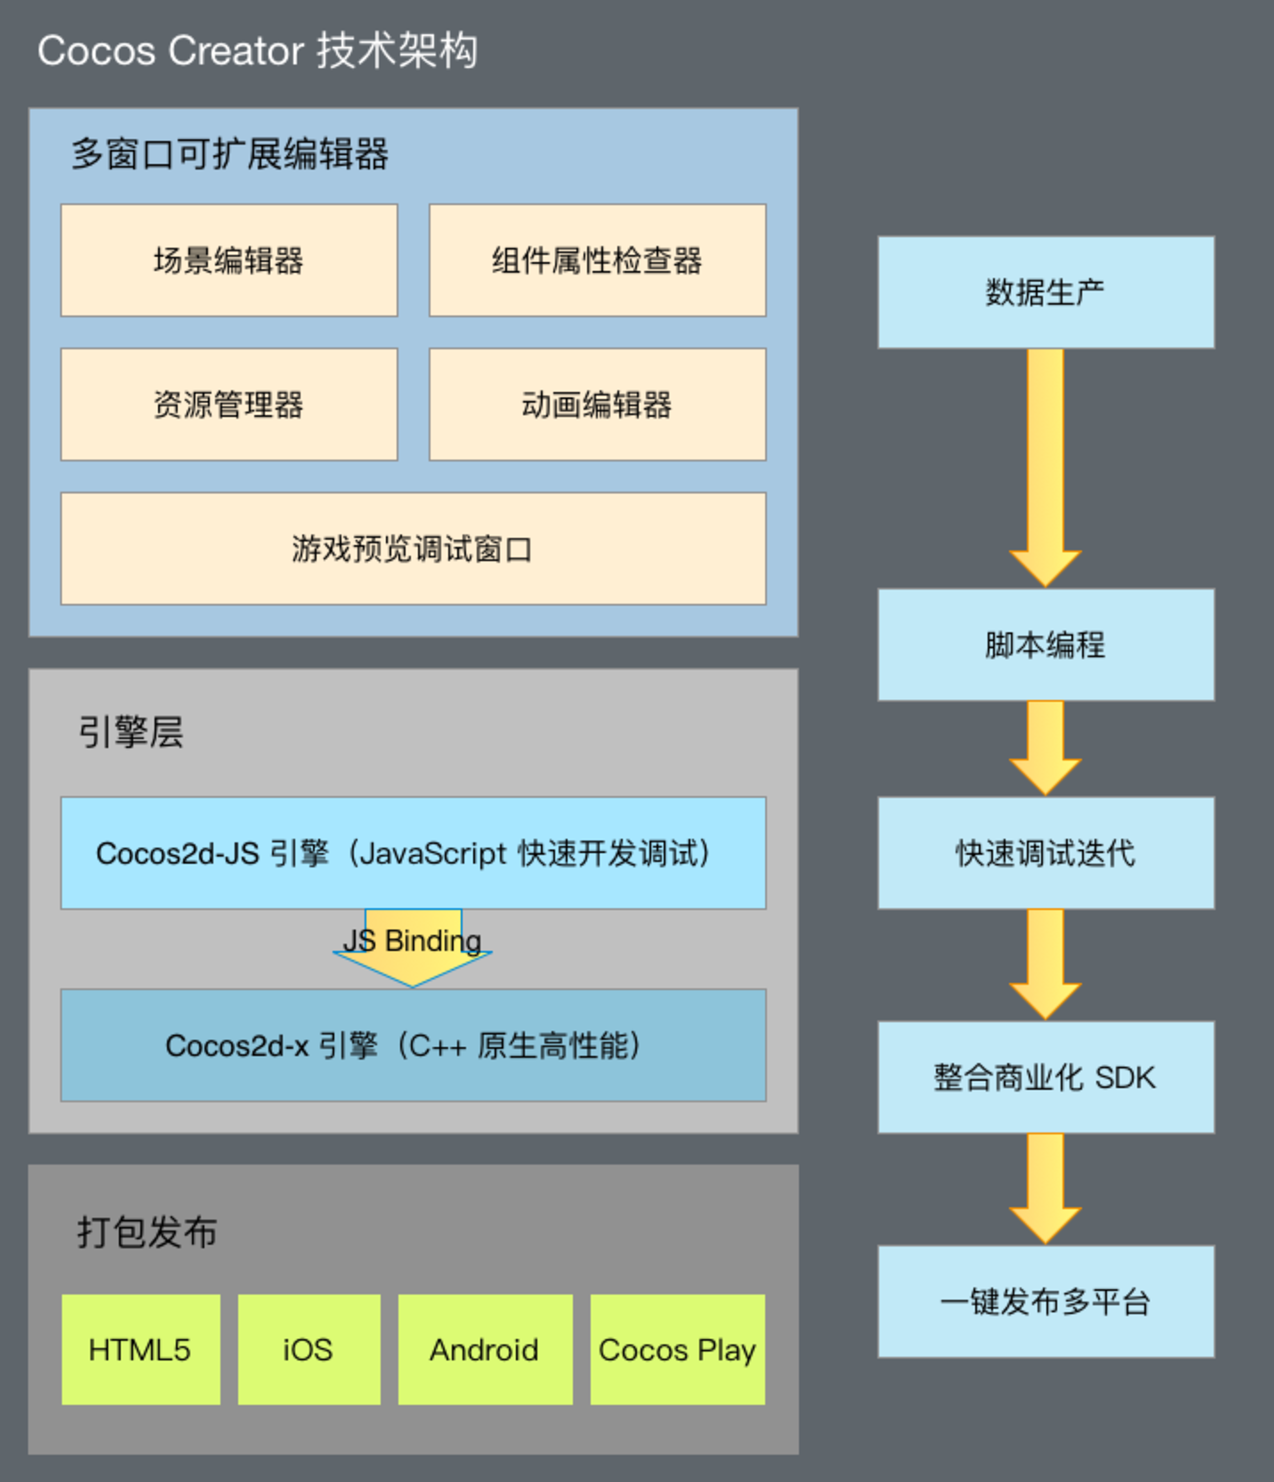 Cocos Creator 技术架构
多窗口可扩展编辑器
场景编辑器
组件属性检查器
资源管理器
动画编辑器
游戏预览调试窗口
引擎层
Cocos2d-JS 引擎（JavaScript 快速开发调试）
JS Binding
Cocos2d-x 引擎（C++ 原生高性能）
打包发布
HTML5
iOS
Android
Cocos Play
数据生产
脚本编程
快速调试迭代
整合商业化 SDK
一键发布多平台